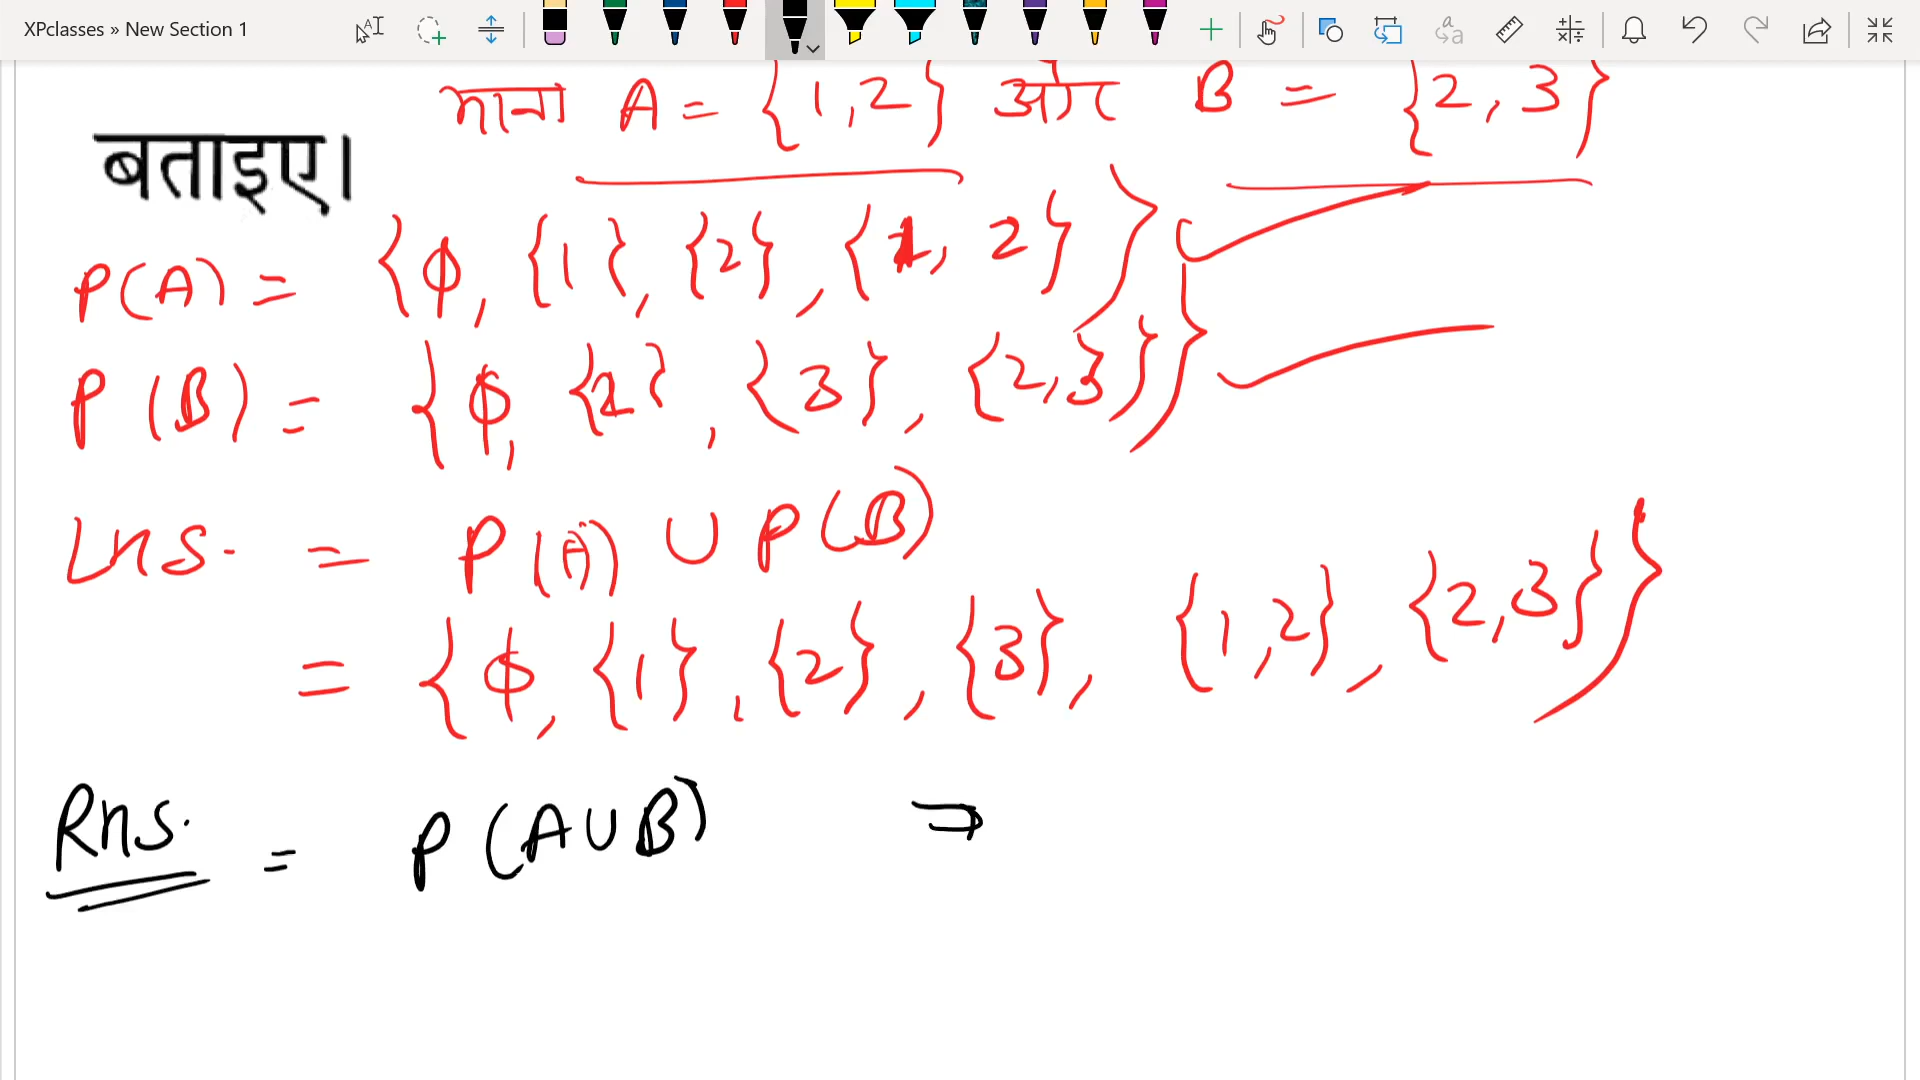 XPclasses » New Section 1
माना A = {1,2} और B = {2,3}
बताइए।
P(A) = {ϕ, {1}, {2}, {1, 2}}
P(B) = {ϕ, {2}, {3}, {2,3}}
LHS. = P(A) ∪ P(B)
= {ϕ, {1}, {2}, {3}, {1,2}, {2,3}}
RHS. = P(A∪B) ⇒